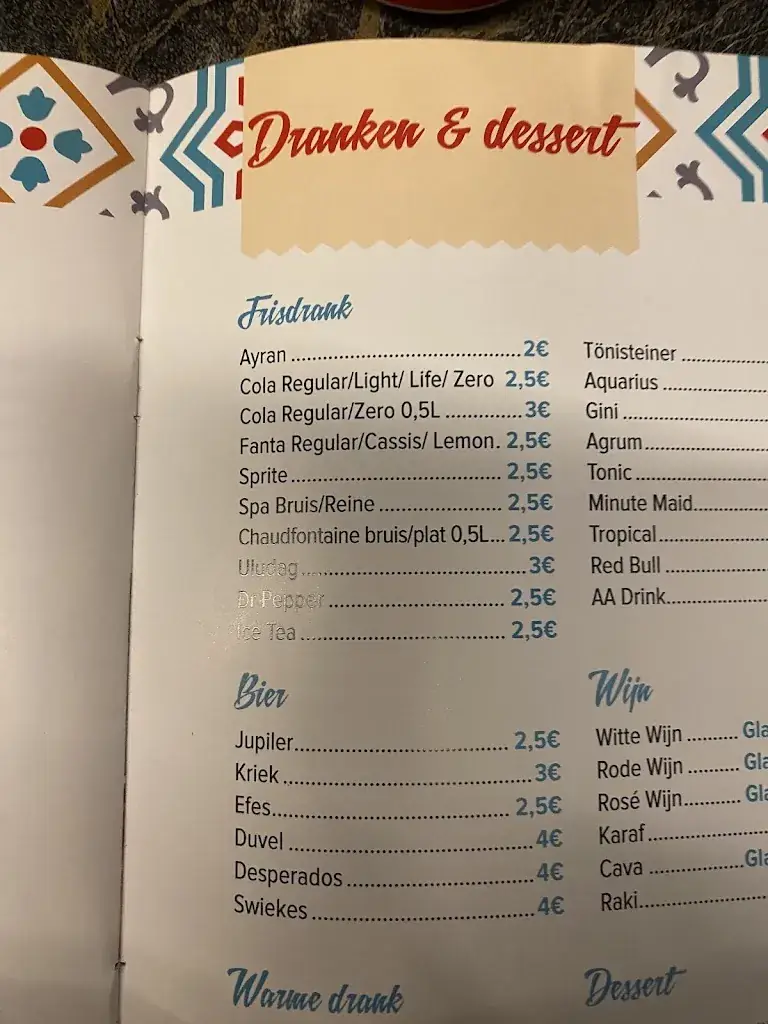 Dranken & dessert
Frisdrank
Ayran ........ 2€
Cola Regular/Light/ Life/ Zero 2,5€
Cola Regular/Zero 0,5L ........ 3€
Fanta Regular/Cassis/ Lemon. 2,5€
Sprite ........ 2,5€
Spa Bruis/Reine ........ 2,5€
Chaudfontaine bruis/plat 0,5L... 2,5€
Uludag ........ 3€
Dr Pepper ........ 2,5€
Ice Tea ........ 2,5€
Tönisteiner ........
Aquarius ........
Gini ........
Agrum ........
Tonic ........
Minute Maid ........
Tropical ........
Red Bull ........
AA Drink ........
Bier
Jupiler ........ 2,5€
Kriek ........ 3€
Efes ........ 2,5€
Duvel ........ 4€
Desperados ........ 4€
Swiekes ........ 4€
Wijn
Witte Wijn ........ Gla
Rode Wijn ........ Gla
Rosé Wijn ........ Gla
Karaf ........
Cava ........ Gla
Raki ........
Warme drank
Dessert